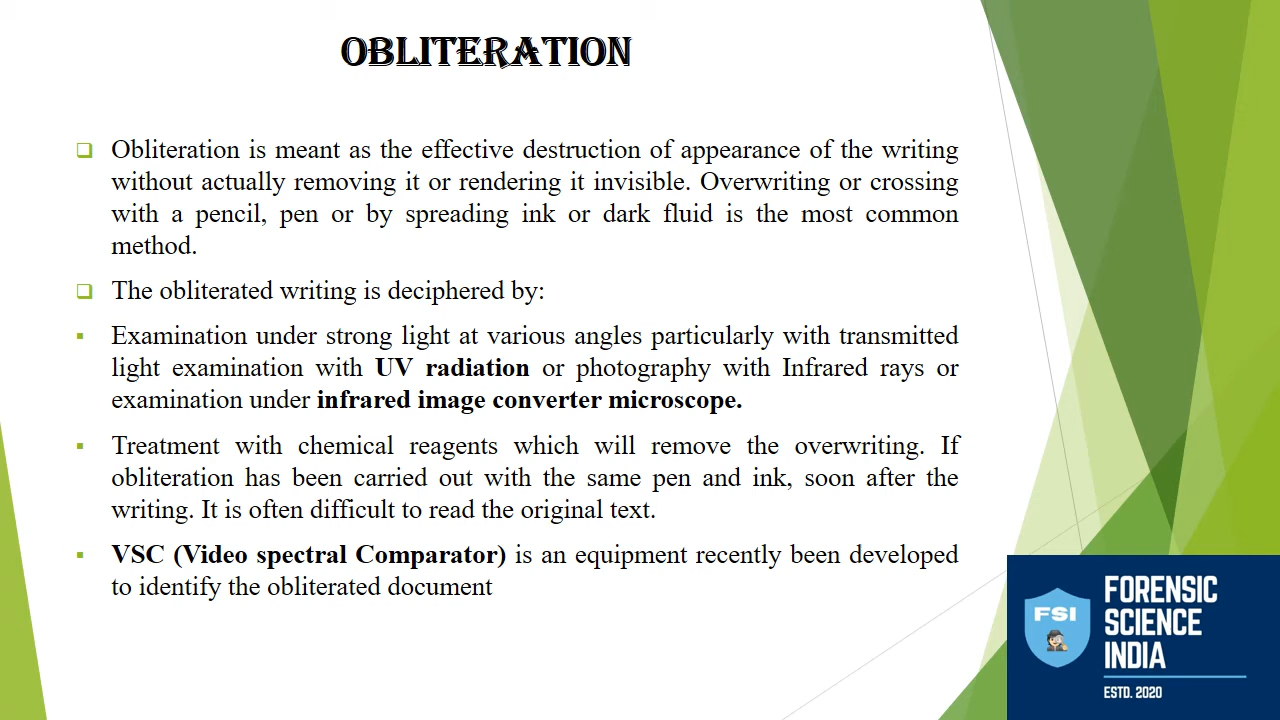 OBLITERATION
Obliteration is meant as the effective destruction of appearance of the writing
without actually removing it or rendering it invisible. Overwriting or crossing
with a pencil, pen or by spreading ink or dark fluid is the most common
method.
The obliterated writing is deciphered by:
Examination under strong light at various angles particularly with transmitted
light examination with UV radiation or photography with Infrared rays or
examination under infrared image converter microscope.
Treatment with chemical reagents which will remove the overwriting. If
obliteration has been carried out with the same pen and ink, soon after the
writing. It is often difficult to read the original text.
VSC (Video spectral Comparator) is an equipment recently been developed
to identify the obliterated document
FSI
FORENSIC
SCIENCE
INDIA
ESTD. 2020